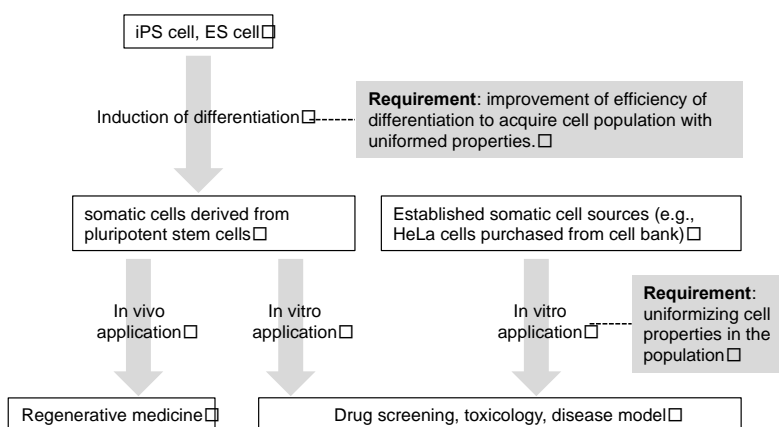 iPS cell, ES cell□
Induction of differentiation□
Requirement: improvement of efficiency of
differentiation to acquire cell population with
uniformed properties.□
somatic cells derived from
pluripotent stem cells□
Established somatic cell sources (e.g.,
HeLa cells purchased from cell bank)□
In vivo
application□
In vitro
application□
In vitro
application□
Requirement:
uniformizing cell
properties in the
population□
Regenerative medicine□
Drug screening, toxicology, disease model□